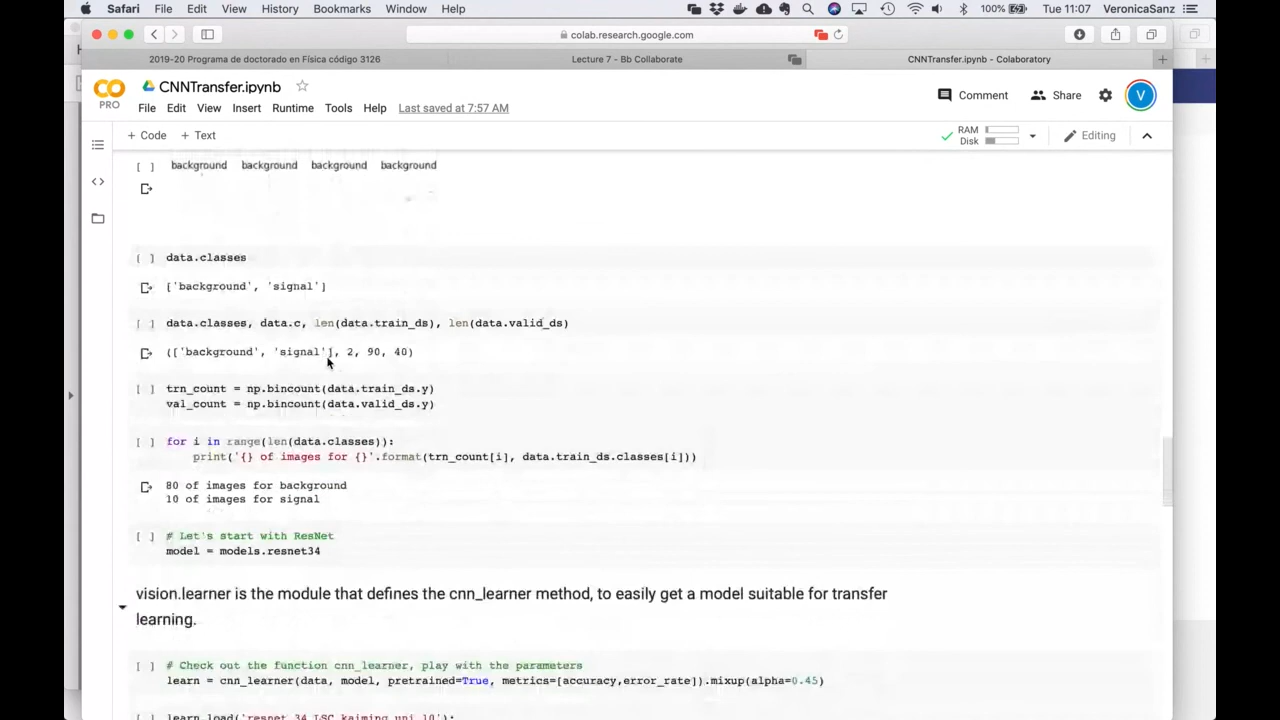 Safari File Edit View History Bookmarks Window Help 100% Tue 11:07 VeronicaSanz
colab.research.google.com
2019-20 Programa de doctorado en Física código 3126 Lecture 7 - Bb Collaborate CNNTransfer.ipynb - Colaboratory
CNNTransfer.ipynb
PRO
File Edit View Insert Runtime Tools Help Last saved at 7:57 AM
Comment Share V
+ Code + Text RAM Disk Editing
[ ] background background background background
[ ] data.classes
['background', 'signal']
[ ] data.classes, data.c, len(data.train_ds), len(data.valid_ds)
(['background', 'signal'], 2, 90, 40)
[ ] trn_count = np.bincount(data.train_ds.y)
val_count = np.bincount(data.valid_ds.y)
[ ] for i in range(len(data.classes)):
print('{} of images for {}'.format(trn_count[i], data.train_ds.classes[i]))
80 of images for background
10 of images for signal
[ ] # Let's start with ResNet
model = models.resnet34
vision.learner is the module that defines the cnn_learner method, to easily get a model suitable for transfer
learning.
[ ] # Check out the function cnn_learner, play with the parameters
learn = cnn_learner(data, model, pretrained=True, metrics=[accuracy,error_rate]).mixup(alpha=0.45)
[ ] learn.load('resnet_34_LSC_kaiming_uni_10');